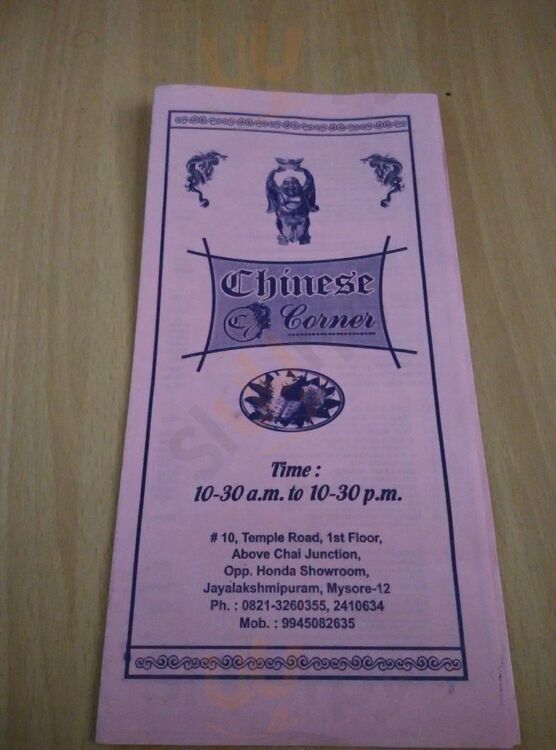 Chinese
CC Corner
Time :
10-30 a.m. to 10-30 p.m.
# 10, Temple Road, 1st Floor,
Above Chai Junction,
Opp. Honda Showroom,
Jayalakshmipuram, Mysore-12
Ph. : 0821-3260355, 2410634
Mob. : 9945082635